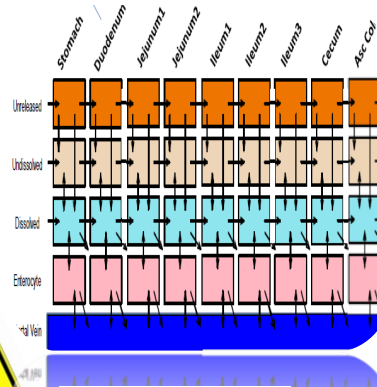 Stomach
Duodenum
Jejunum1
Jejunum2
Ileum1
Ileum2
Ileum3
Cecum
Asc Col
Unreleased
Undissolved
Dissolved
Enterocyte
rtal Vein